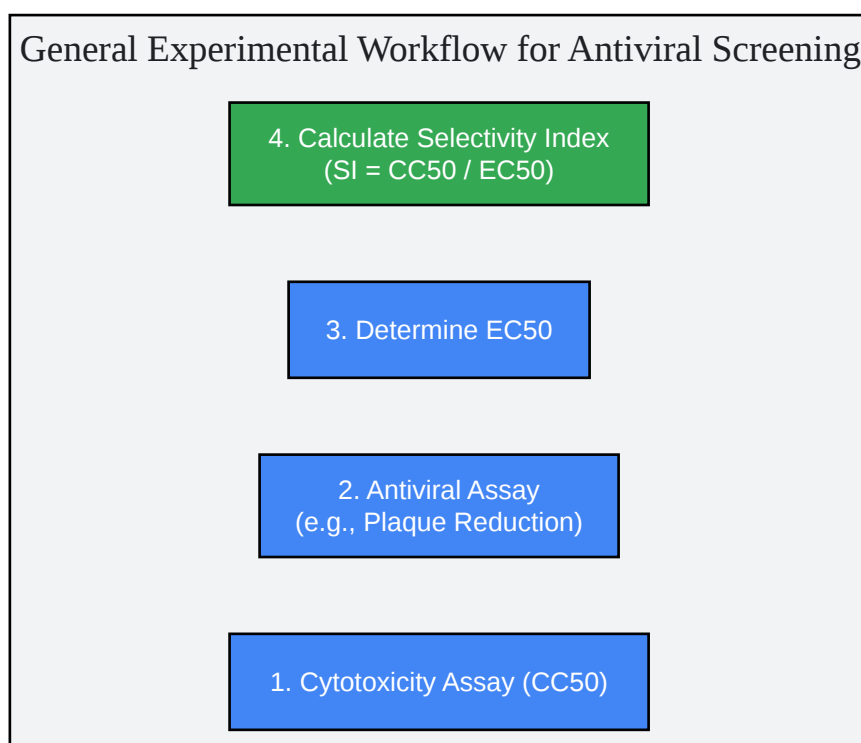 General Experimental Workflow for Antiviral Screening
4. Calculate Selectivity Index
(SI = CC50 / EC50)
3. Determine EC50
2. Antiviral Assay
(e.g., Plaque Reduction)
1. Cytotoxicity Assay (CC50)